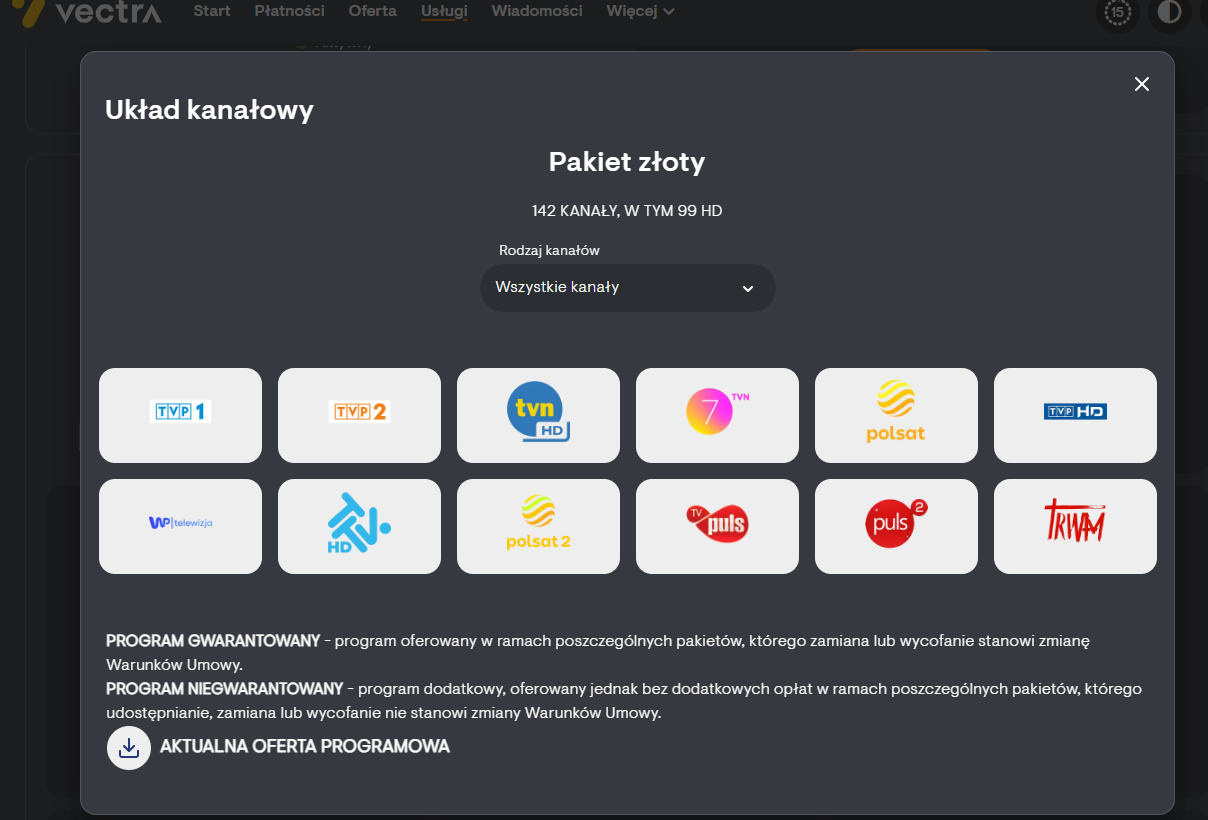 vectra Start Płatności Oferta Usługi Wiadomości Więcej 15
Układ kanałowy
Pakiet złoty
142 KANAŁY, W TYM 99 HD
Rodzaj kanałów
Wszystkie kanały
TVP 1 TVP 2 tvn HD 7 TVN polsat TVP HD
WP|telewizja TTV HD polsat 2 TV puls puls 2 TRWAM
PROGRAM GWARANTOWANY - program oferowany w ramach poszczególnych pakietów, którego zamiana lub wycofanie stanowi zmianę
Warunków Umowy.
PROGRAM NIEGWARANTOWANY - program dodatkowy, oferowany jednak bez dodatkowych opłat w ramach poszczególnych pakietów, którego
udostępnianie, zamiana lub wycofanie nie stanowi zmiany Warunków Umowy.
AKTUALNA OFERTA PROGRAMOWA